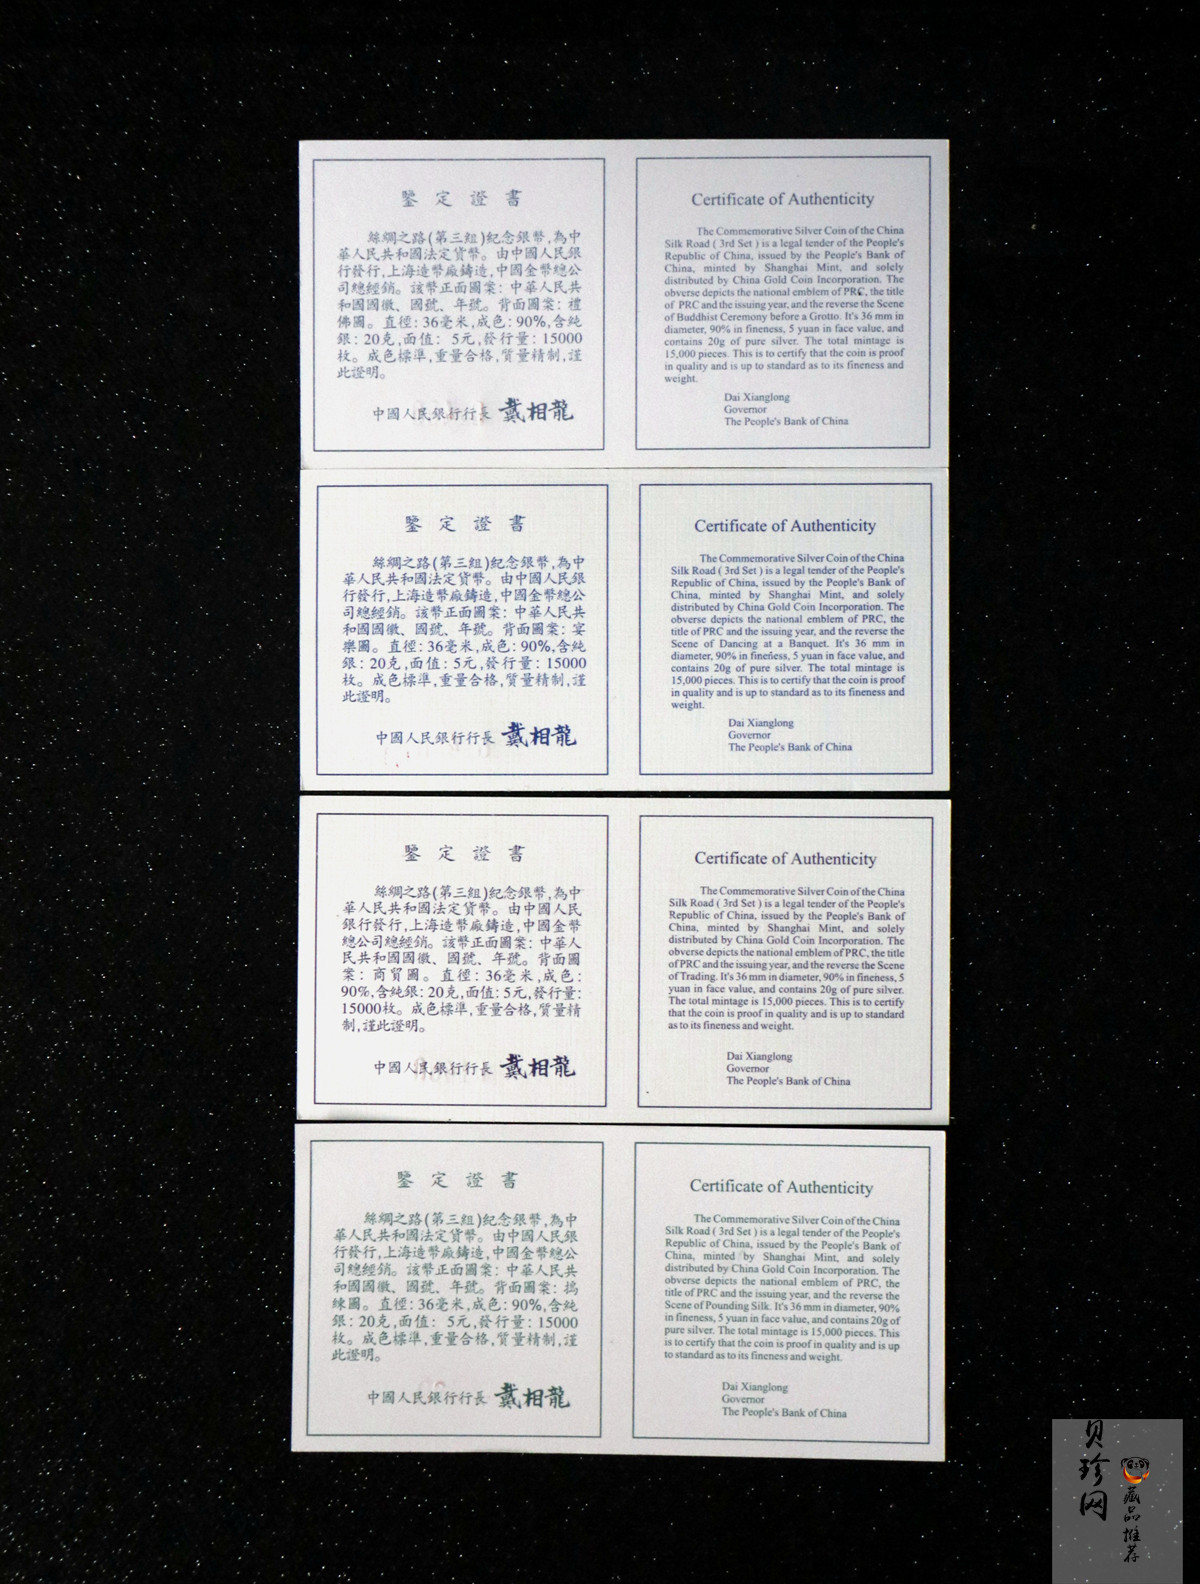 鑒定證書
絲綢之路(第三組)紀念銀幣,為中
華人民共和國法定貨幣。由中國人民銀
行發行,上海造幣廠鑄造,中國金幣總公
司總經銷。該幣正面圖案:中華人民共
和國國徽、國號、年號。背面圖案:禮
佛圖。直徑:36毫米,成色:90%,含純
銀:20克,面值: 5元,發行量:15000
枚。成色標準,重量合格,質量精制,謹
此證明。
中國人民銀行行長 戴相龍
Certificate of Authenticity
The Commemorative Silver Coin of the China
Silk Road ( 3rd Set ) is a legal tender of the People's
Republic of China, issued by the People's Bank of
China, minted by Shanghai Mint, and solely
distributed by China Gold Coin Incorporation. The
obverse depicts the national emblem of PRC, the title
of PRC and the issuing year, and the reverse the Scene
of Buddhist Ceremony before a Grotto. It's 36 mm in
diameter, 90% in fineness, 5 yuan in face value, and
contains 20g of pure silver. The total mintage is
15,000 pieces. This is to certify that the coin is proof
in quality and is up to standard as to its fineness and
weight.
Dai Xianglong
Governor
The People's Bank of China
鑒定證書
絲綢之路(第三組)紀念銀幣,為中
華人民共和國法定貨幣。由中國人民銀
行發行,上海造幣廠鑄造,中國金幣總公
司總經銷。該幣正面圖案:中華人民共
和國國徽、國號、年號。背面圖案:宴
樂圖。直徑:36毫米,成色:90%,含純
銀:20克,面值:5元,發行量:15000
枚。成色標準,重量合格,質量精制,謹
此證明。
中國人民銀行行長 戴相龍
Certificate of Authenticity
The Commemorative Silver Coin of the China
Silk Road ( 3rd Set ) is a legal tender of the People's
Republic of China, issued by the People's Bank of
China, minted by Shanghai Mint, and solely
distributed by China Gold Coin Incorporation. The
obverse depicts the national emblem of PRC, the
title of PRC and the issuing year, and the reverse the
Scene of Dancing at a Banquet. It's 36 mm in
diameter, 90% in fineness, 5 yuan in face value, and
contains 20g of pure silver. The total mintage is
15,000 pieces. This is to certify that the coin is proof
in quality and is up to standard as to its fineness and
weight.
Dai Xianglong
Governor
The People's Bank of China
鑒定證書
絲綢之路(第三組)紀念銀幣,為中
華人民共和國法定貨幣。由中國人民
銀行發行,上海造幣廠鑄造,中國金幣
總公司總經銷。該幣正面圖案:中華人
民共和國國徽、國號、年號。背面圖
案:商貿圖。直徑:36毫米,成色:
90%,含純銀:20克,面值:5元,發行量:
15000枚。成色標準,重量合格,質量精
制,謹此證明。
中國人民銀行行長 戴相龍
Certificate of Authenticity
The Commemorative Silver Coin of the China
Silk Road ( 3rd Set ) is a legal tender of the People's
Republic of China, issued by the People's Bank of
China, minted by Shanghai Mint, and solely
distributed by China Gold Coin Incorporation. The
obverse depicts the national emblem of PRC, the title
of PRC and the issuing year, and the reverse the Scene
of Trading. It's 36 mm in diameter, 90% in fineness, 5
yuan in face value, and contains 20g of pure silver.
The total mintage is 15,000 pieces. This is to certify
that the coin is proof in quality and is up to standard
as to its fineness and weight.
Dai Xianglong
Governor
The People's Bank of China
鑒定證書
絲綢之路(第三組)紀念銀幣,為中
華人民共和國法定貨幣。由中國人民銀
行發行,上海造幣廠鑄造,中國金幣總公
司總經銷。該幣正面圖案:中華人民共
和國國徽、國號、年號。背面圖案:搗
練圖。直徑:36毫米,成色:90%,含純
銀:20克,面值: 5元,發行量:15000
枚。成色標準,重量合格,質量精制,謹
此證明。
中國人民銀行行長 戴相龍
Certificate of Authenticity
The Commemorative Silver Coin of the China
Silk Road ( 3rd Set ) is a legal tender of the People's
Republic of China, issued by the People's Bank of
China, minted by Shanghai Mint, and solely
distributed by China Gold Coin Incorporation. The
obverse depicts the national emblem of PRC, the
title of PRC and the issuing year, and the reverse the
Scene of Pounding Silk. It's 36 mm in diameter, 90%
in fineness, 5 yuan in face value, and contains 20g of
pure silver. The total mintage is 15,000 pieces. This
is to certify that the coin is proof in quality and is up
to standard as to its fineness and weight.
Dai Xianglong
Governor
The People's Bank of China
贝珍网
藏品推荐